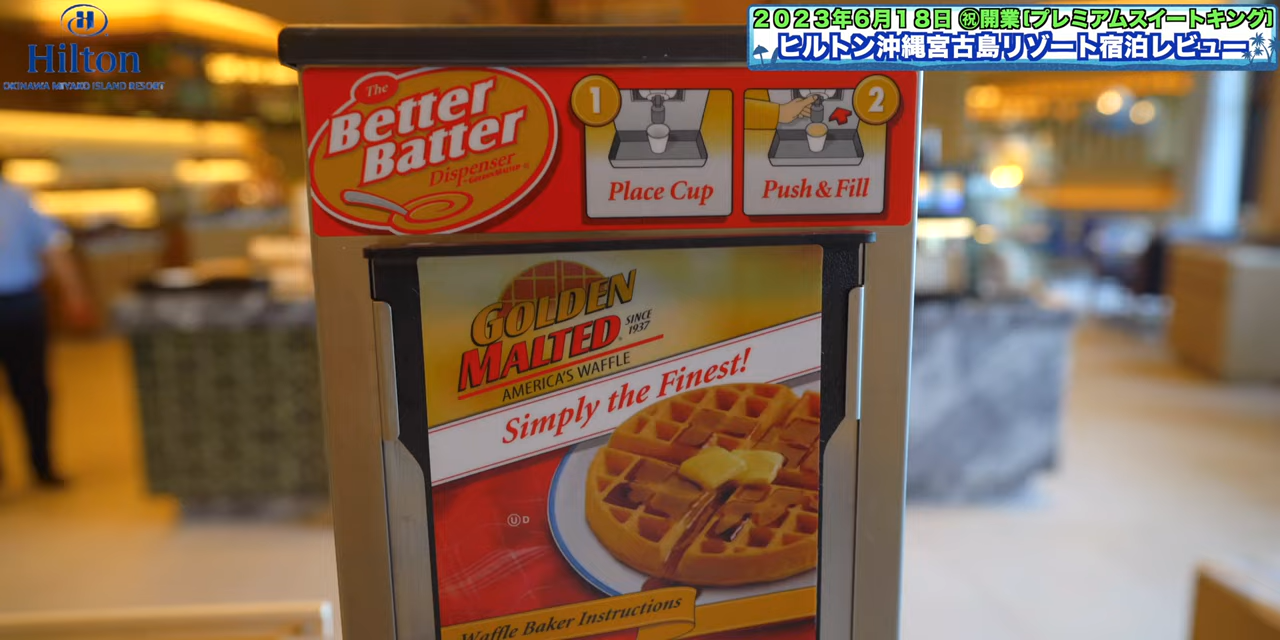 Hilton
OKINAWA MIYAKO ISLAND RESORT
2023年6月18日 ㊗開業[プレミアムスイートキング]
ヒルトン沖縄宮古島リゾート宿泊レビュー
The
Better
Batter
Dispenser
1
Place Cup
2
Push & Fill
GOLDEN
MALTED
SINCE
1937
AMERICA'S WAFFLE
Simply the Finest!
U D
Waffle Baker Instructions